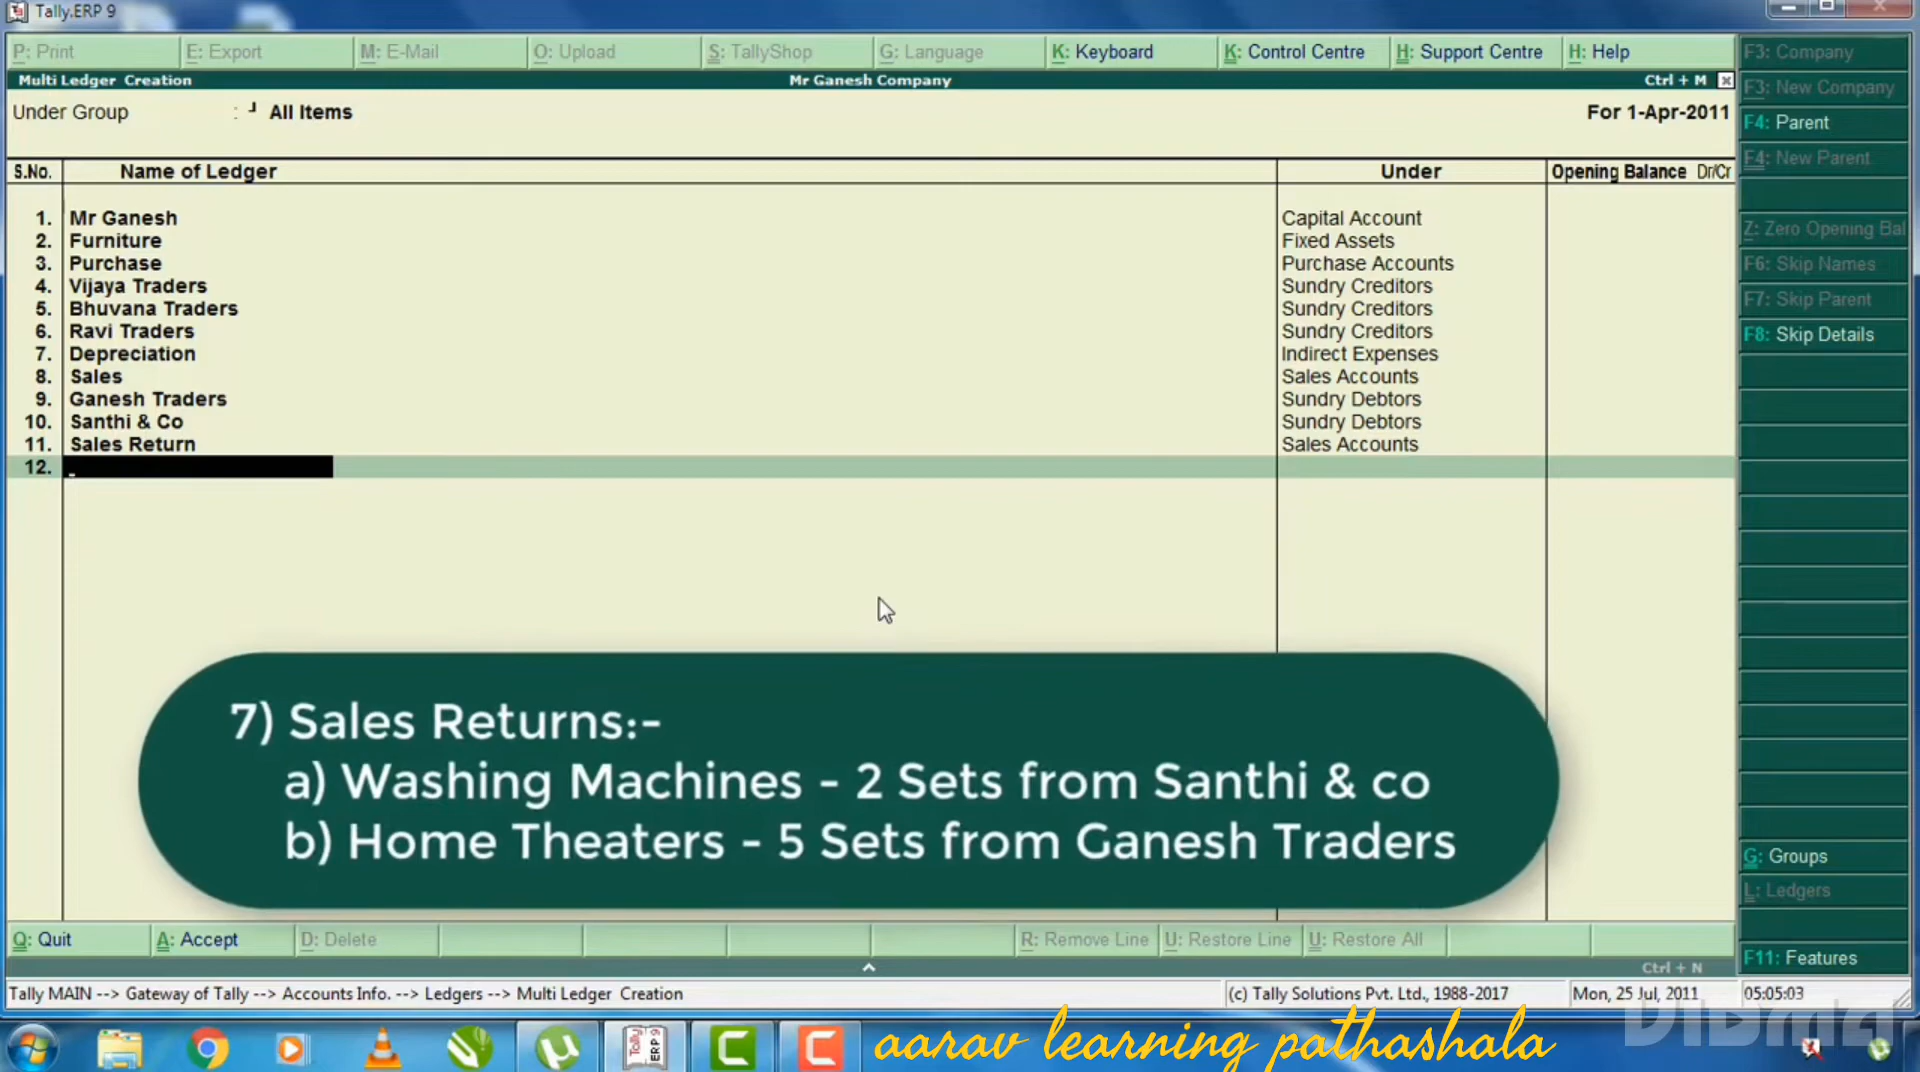 Tally.ERP 9
P: Print E: Export M: E-Mail O: Upload S: TallyShop G: Language K: Keyboard K: Control Centre H: Support Centre H: Help
Multi Ledger Creation Mr Ganesh Company Ctrl + M
Under Group : All Items For 1-Apr-2011
S.No. Name of Ledger Under Opening Balance Dr/Cr
1. Mr Ganesh Capital Account
2. Furniture Fixed Assets
3. Purchase Purchase Accounts
4. Vijaya Traders Sundry Creditors
5. Bhuvana Traders Sundry Creditors
6. Ravi Traders Sundry Creditors
7. Depreciation Indirect Expenses
8. Sales Sales Accounts
9. Ganesh Traders Sundry Debtors
10. Santhi & Co Sundry Debtors
11. Sales Return Sales Accounts
12.
7) Sales Returns:-
a) Washing Machines - 2 Sets from Santhi & co
b) Home Theaters - 5 Sets from Ganesh Traders
F3: Company
F3: New Company
F4: Parent
F4: New Parent
Z: Zero Opening Bal
F6: Skip Names
F7: Skip Parent
F8: Skip Details
G: Groups
L: Ledgers
F11: Features
Q: Quit A: Accept D: Delete R: Remove Line U: Restore Line U: Restore All
Ctrl + N
Tally MAIN --> Gateway of Tally --> Accounts Info. --> Ledgers --> Multi Ledger Creation (c) Tally Solutions Pvt. Ltd., 1988-2017 Mon, 25 Jul, 2011 05:05:03
Tally ERP 9
aarav learning pathashala